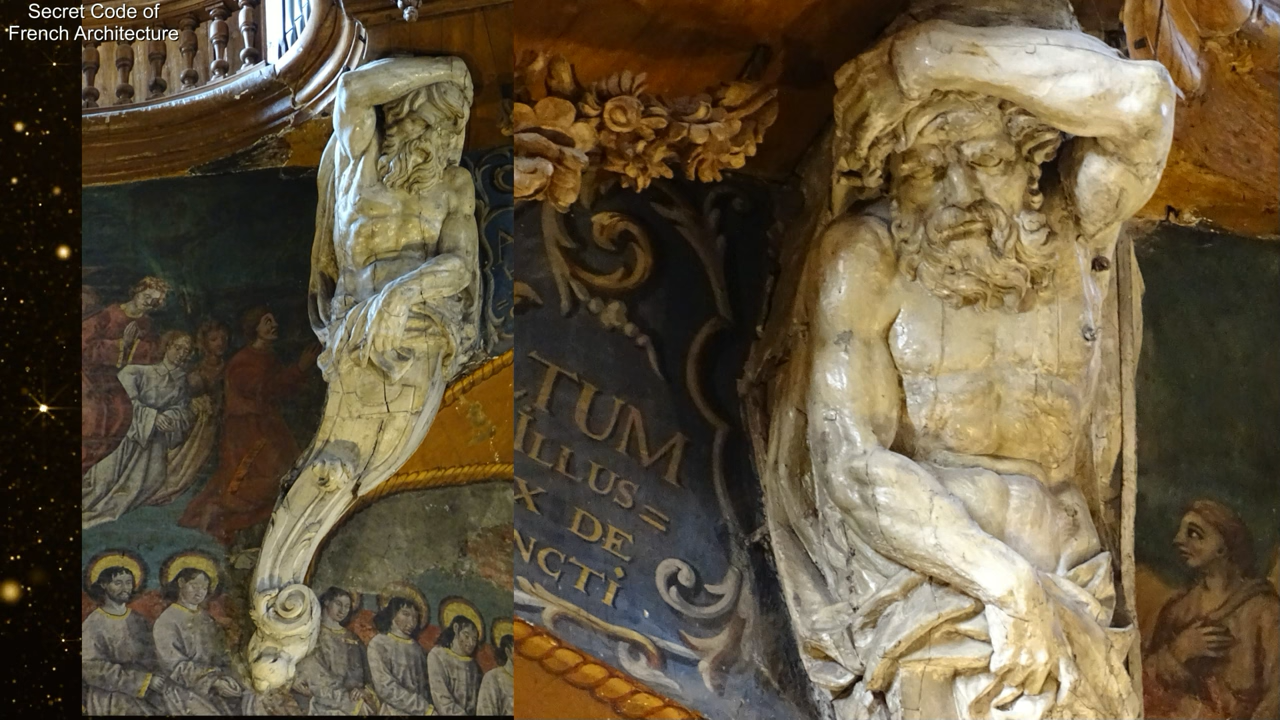 Secret Code of
French Architecture
TUM
ILLUS=
X DE
NCTi